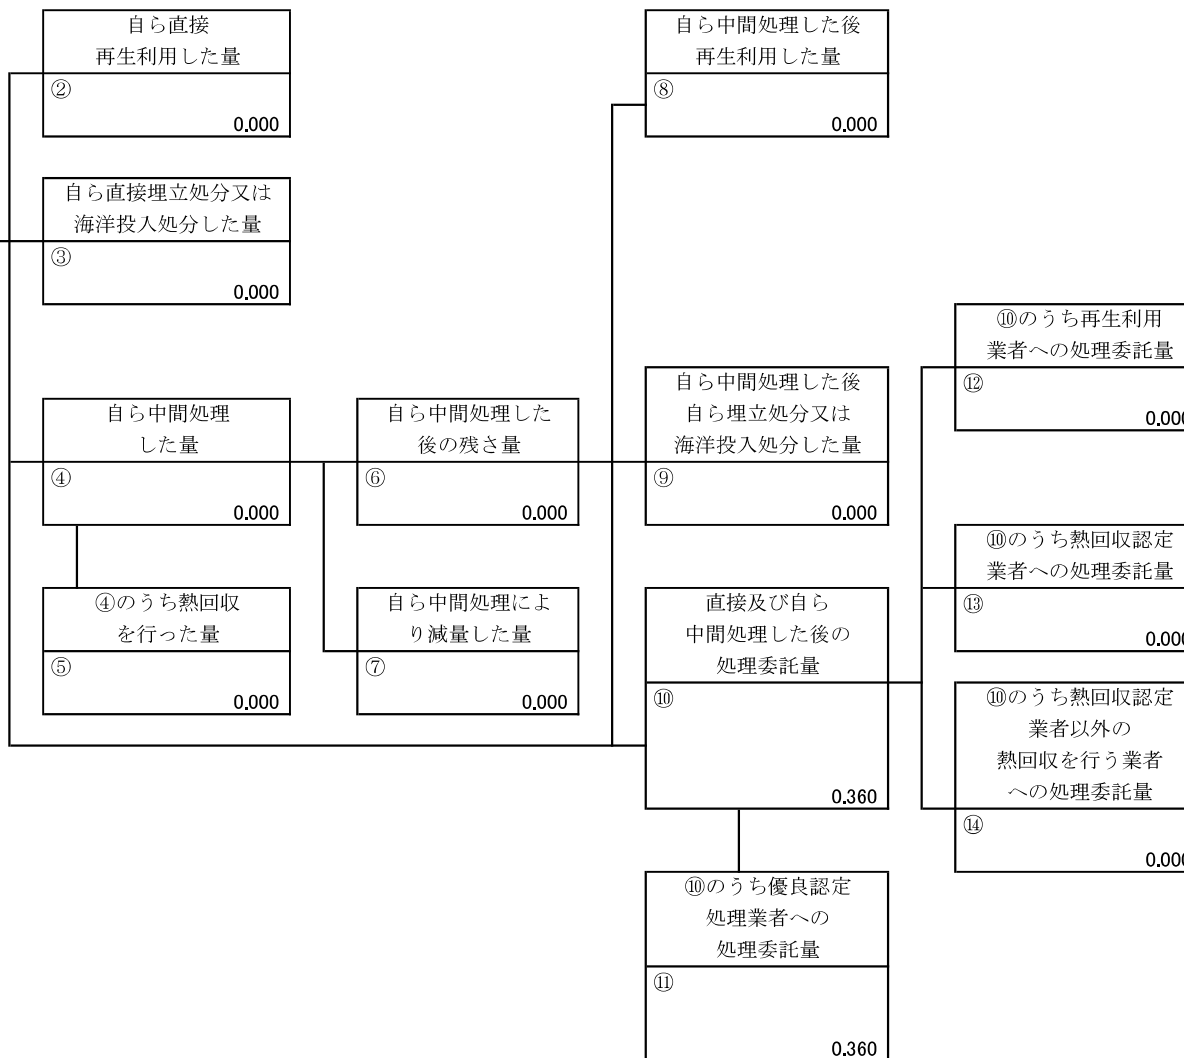 自ら直接
再生利用した量
②
0.000
自ら中間処理した後
再生利用した量
⑧
0.000
自ら直接埋立処分又は
海洋投入処分した量
③
0.000
⑩のうち再生利用
業者への処理委託量
⑫
0.000
自ら中間処理
した量
④
0.000
自ら中間処理した
後の残さ量
⑥
0.000
自ら中間処理した後
自ら埋立処分又は
海洋投入処分した量
⑨
0.000
⑩のうち熱回収認定
業者への処理委託量
⑬
0.000
④のうち熱回収
を行った量
⑤
0.000
自ら中間処理によ
り減量した量
⑦
0.000
直接及び自ら
中間処理した後の
処理委託量
⑩
0.360
⑩のうち熱回収認定
業者以外の
熱回収を行う業者
への処理委託量
⑭
0.000
⑩のうち優良認定
処理業者への
処理委託量
⑪
0.360